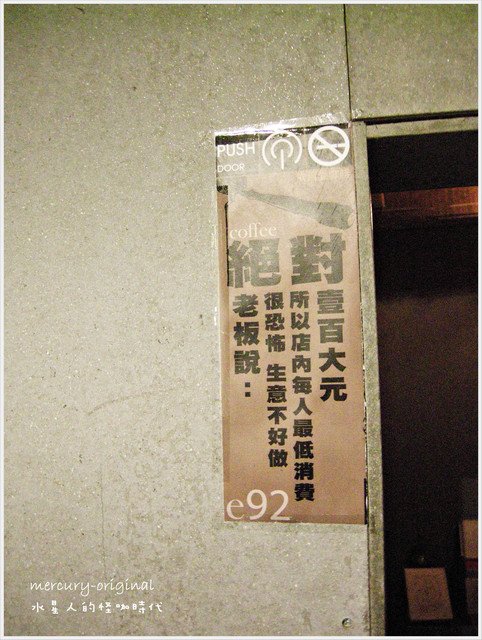 PUSH
DOOR
coffee
絕對
老板說：
很恐怖 生意不好做
所以店內每人最低消費
壹百大元
e92
mercury-original
水星人的怪咖時代